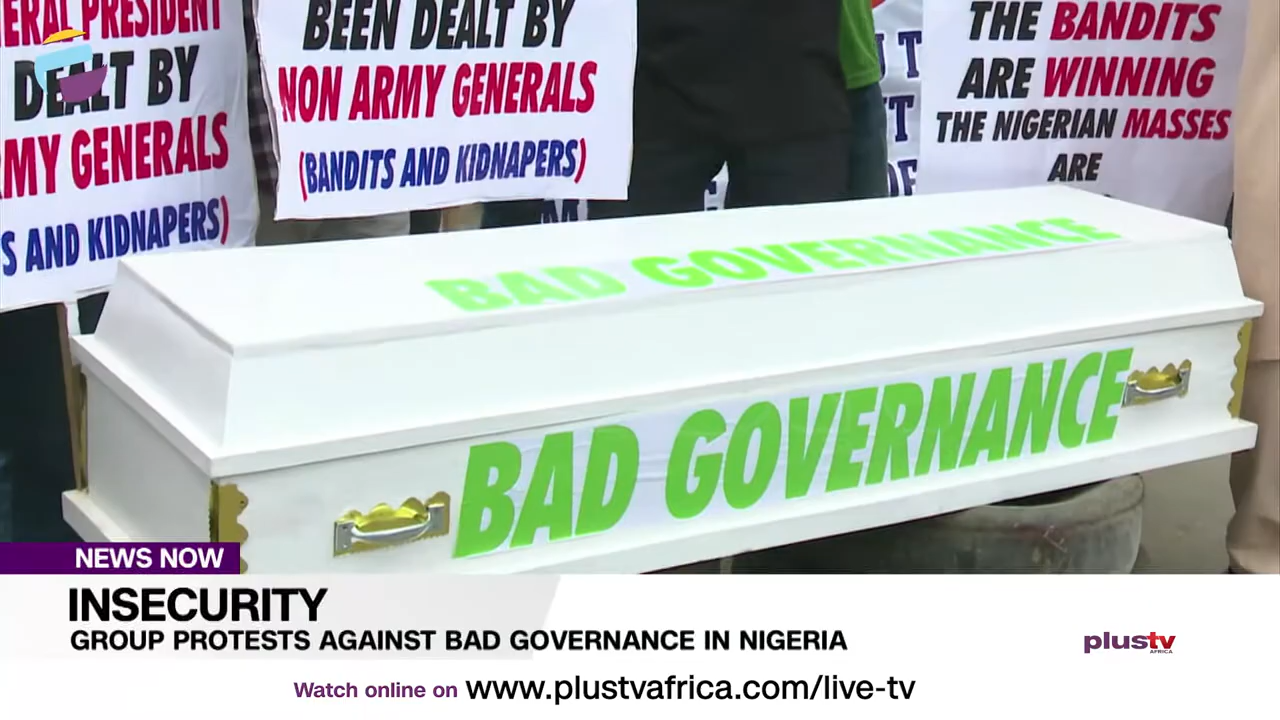 ERAL PRESIDENT
DEALT BY
RMY GENERALS
S AND KIDNAPERS)
BEEN DEALT BY
NON ARMY GENERALS
(BANDITS AND KIDNAPERS)
THE BANDITS
ARE WINNING
THE NIGERIAN MASSES
ARE
BAD GOVERNANCE
BAD GOVERNANCE
NEWS NOW
INSECURITY
GROUP PROTESTS AGAINST BAD GOVERNANCE IN NIGERIA
plustv
AFRICA
Watch online on www.plustvafrica.com/live-tv